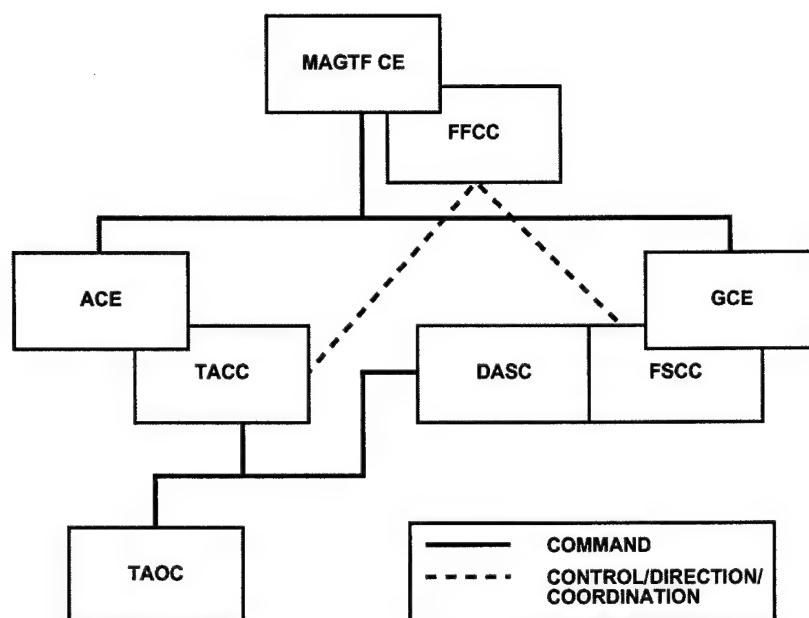 MAGTF CE
FFCC
ACE
GCE
TACC
DASC
FSCC
TAOC
COMMAND
CONTROL/DIRECTION/
COORDINATION